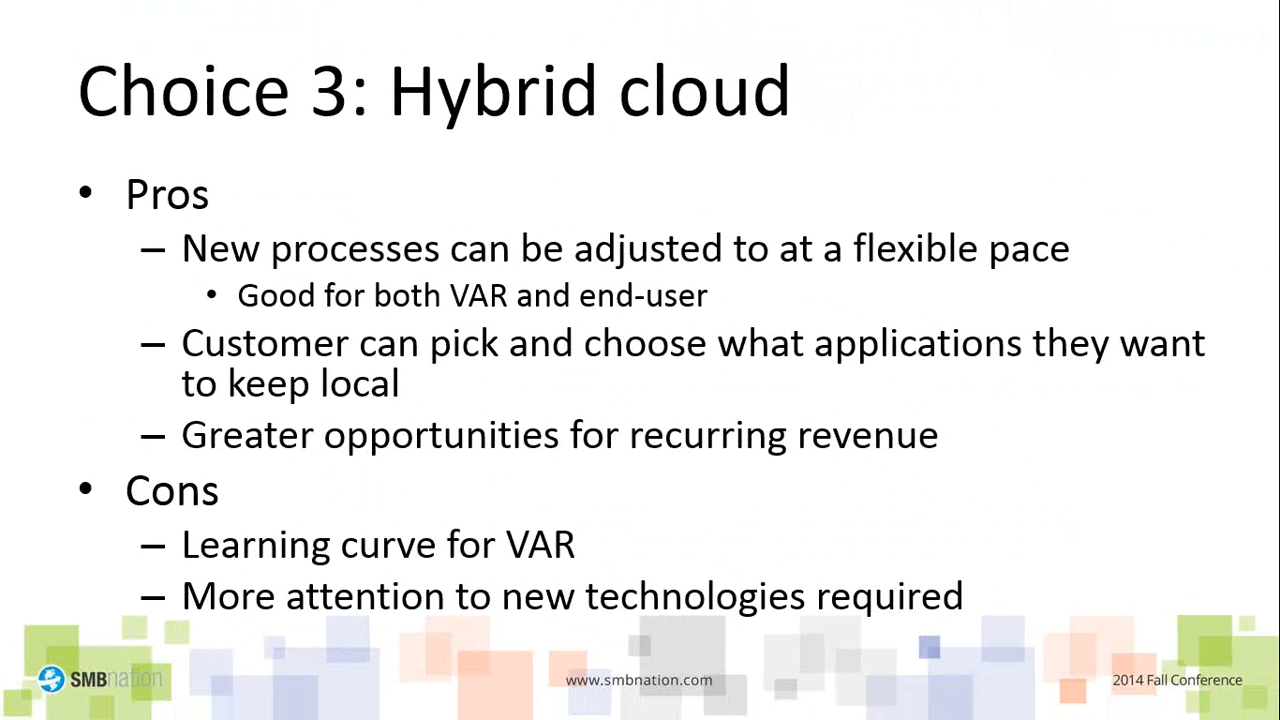 Choice 3: Hybrid cloud
• Pros
– New processes can be adjusted to at a flexible pace
• Good for both VAR and end-user
– Customer can pick and choose what applications they want
to keep local
– Greater opportunities for recurring revenue
• Cons
– Learning curve for VAR
– More attention to new technologies required
SMBnation
www.smbnation.com
2014 Fall Conference